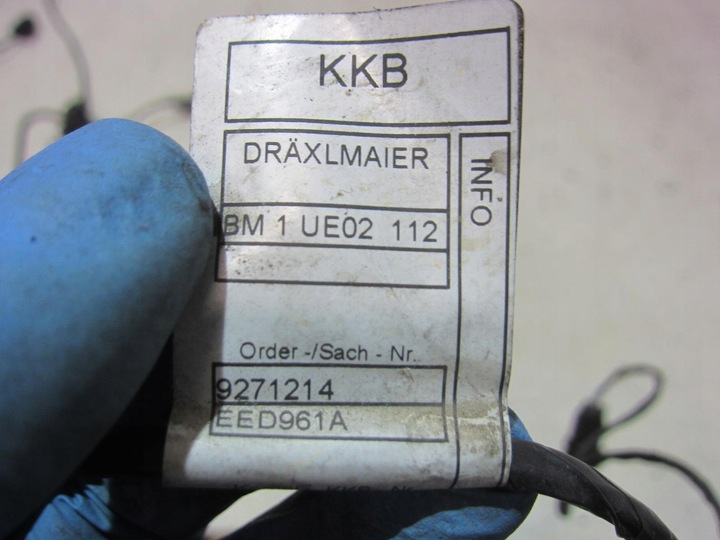 KKB
DRÄXLMAIER
BM 1 UE02 112
INFO
Order -/Sach - Nr.
9271214
EED961A